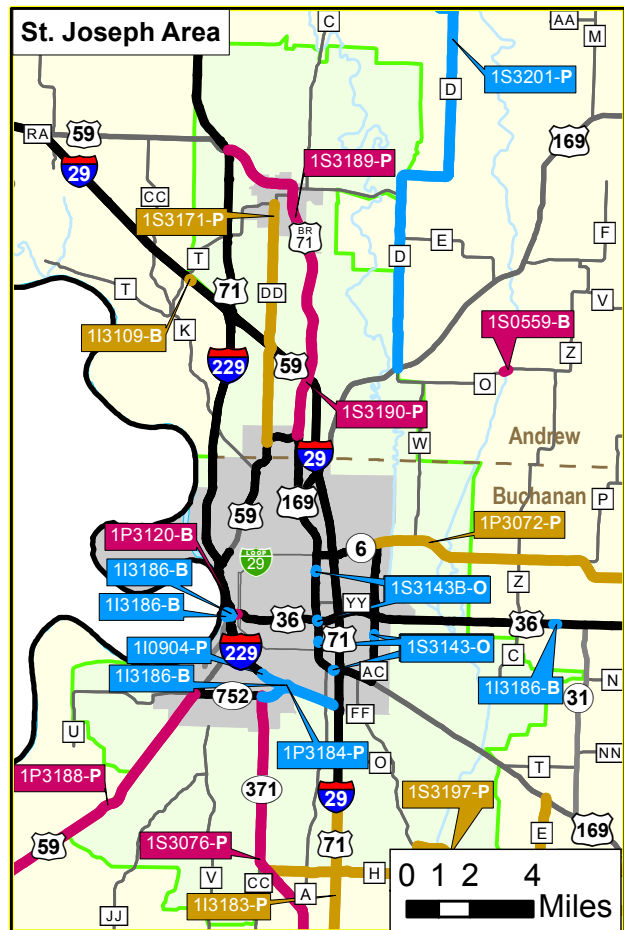 St. Joseph Area
C
AA
M
1S3201-P
D
RA
59
169
29
1S3189-P
CC
1S3171-P
BR
71
E
F
T
D
T
71
DD
V
K
1S0559-B
1I3109-B
59
Z
229
O
1S3190-P
W
Andrew
29
Buchanan
169
59
P
1P3072-P
1P3120-B
6
LOOP
29
1I3186-B
1S3143B-O
Z
1I3186-B
YY
36
36
71
1S3143-O
1I0904-P
229
C
AC
N
1I3186-B
1I3186-B
31
752
FF
U
1P3184-P
NN
O
T
1P3188-P
371
29
1S3197-P
71
E
59
169
1S3076-P
H
0 1 2 4
V
CC
A
Miles
1I3183-P
JJ